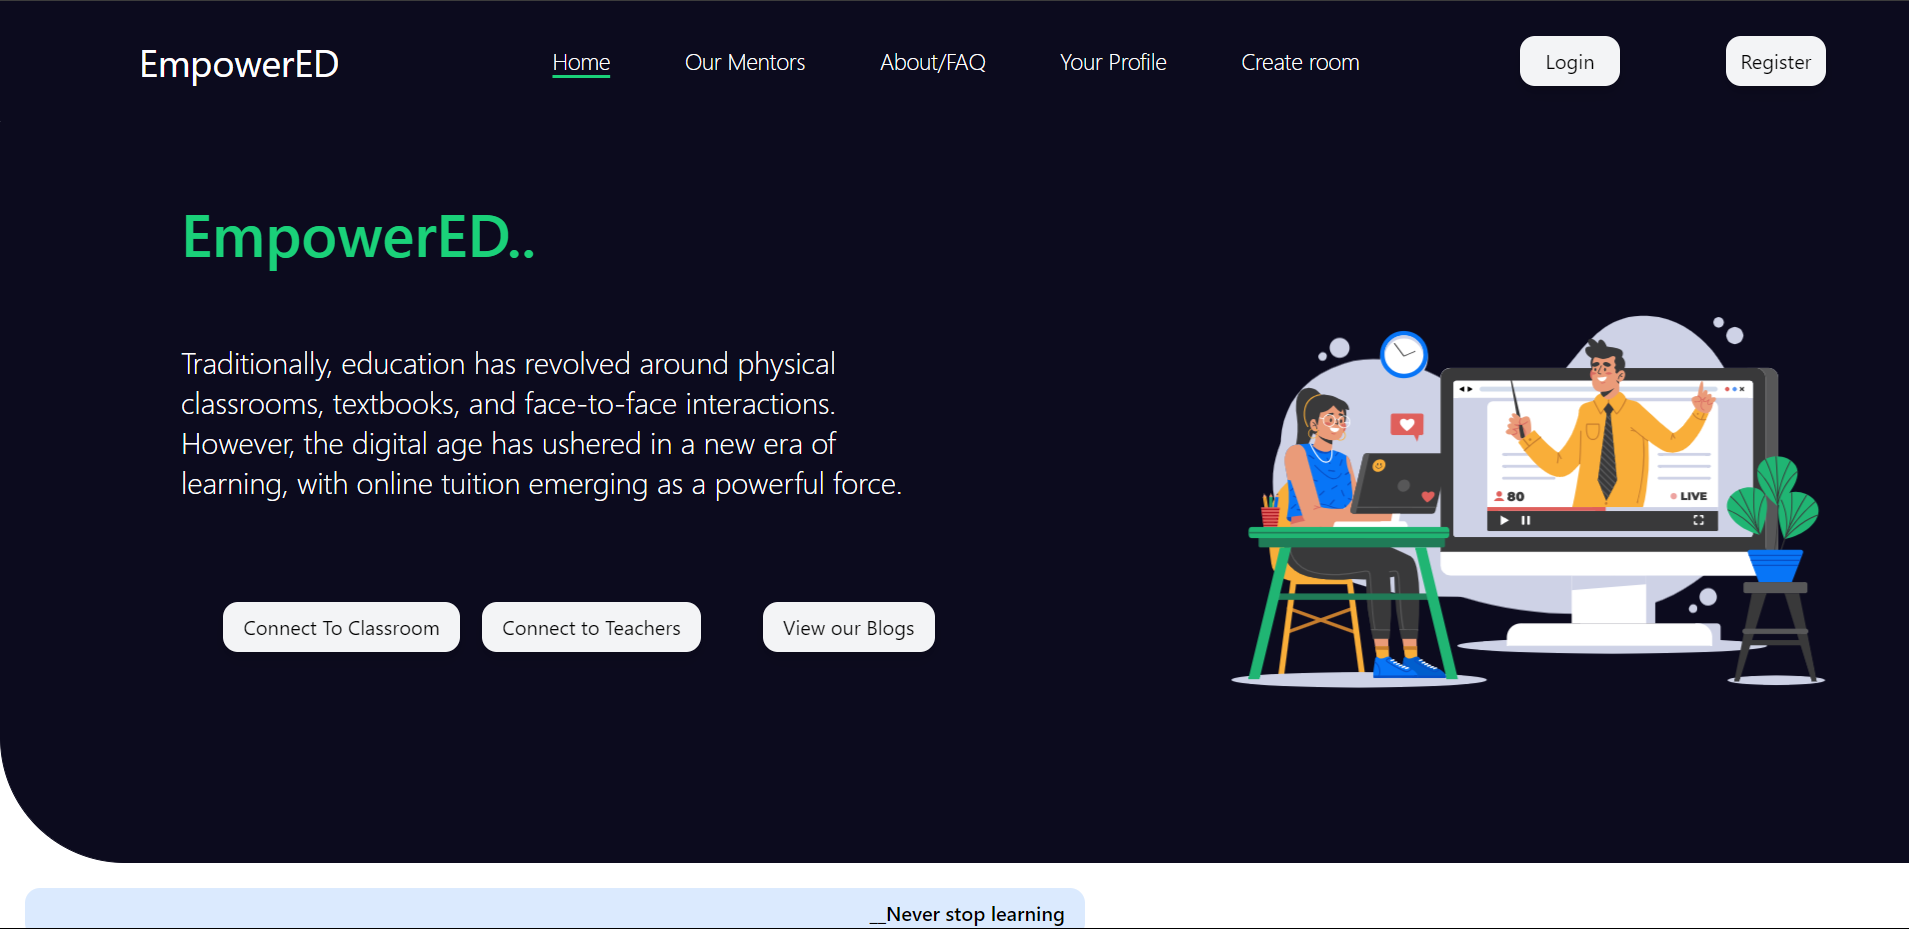 EmpowerED
Home
Our Mentors
About/FAQ
Your Profile
Create room
Login
Register
EmpowerED..
Traditionally, education has revolved around physical
classrooms, textbooks, and face-to-face interactions.
However, the digital age has ushered in a new era of
learning, with online tuition emerging as a powerful force.
80
LIVE
Connect To Classroom
Connect to Teachers
View our Blogs
__Never stop learning